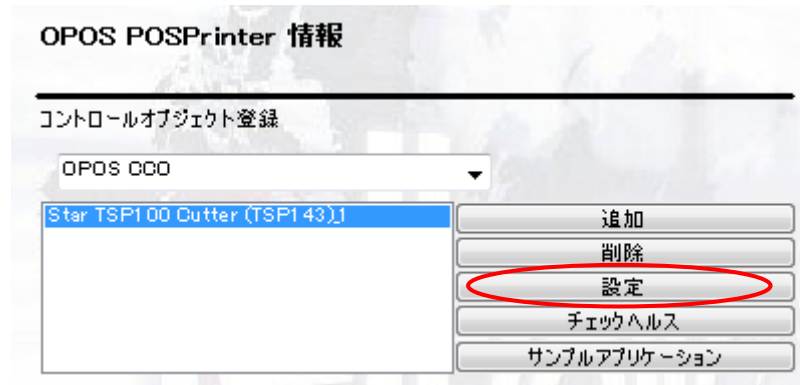 OPOS POSPrinter 情報
コントロールオブジェクト登録
OPOS CCO
Star TSP100 Cutter (TSP143)_1
追加
削除
設定
チェックヘルス
サンプルアプリケーション